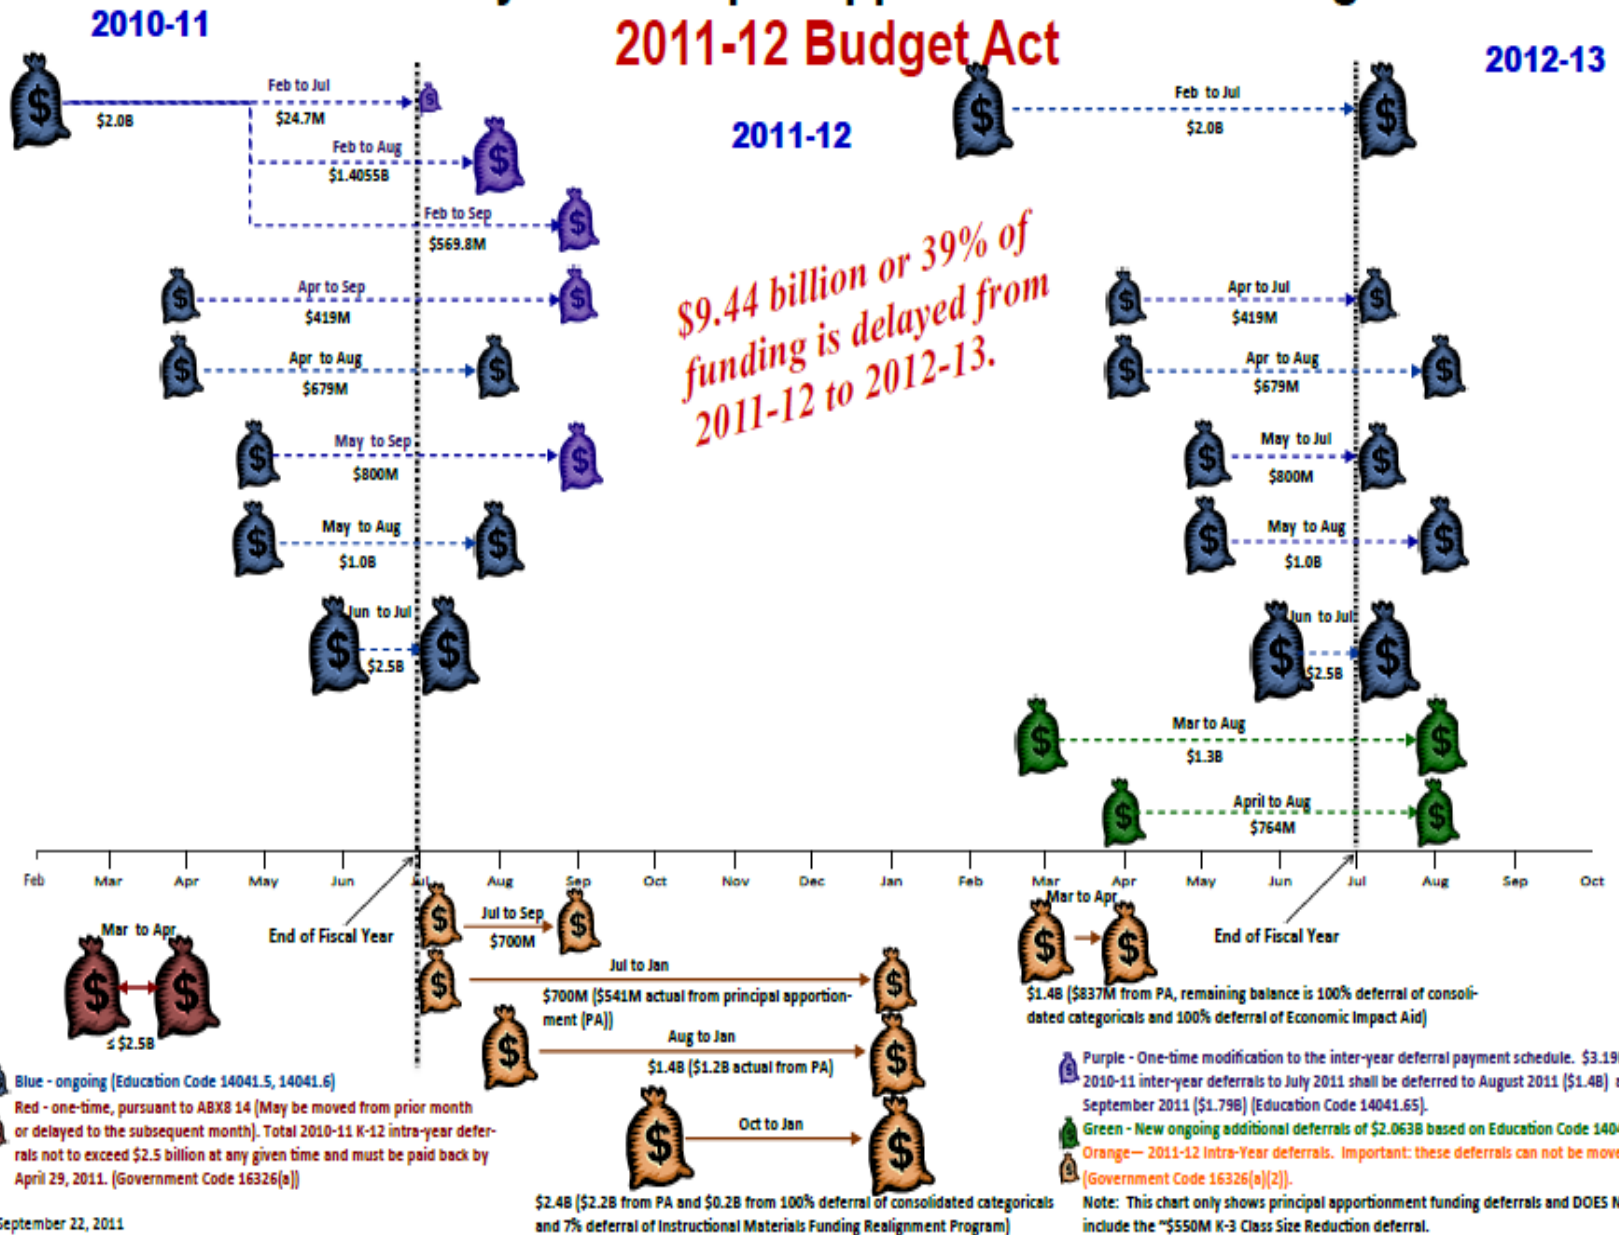 2010-11
2011-12 Budget Act
2012-13
2011-12
Feb to Jul
$2.0B
$24.7M
Feb to Aug
$1.4055B
Feb to Sep
$569.8M
Apr to Sep
$419M
Apr to Aug
$679M
May to Sep
$800M
May to Aug
$1.0B
Jun to Jul
$2.5B
$9.44 billion or 39% of
funding is delayed from
2011-12 to 2012-13.
Feb to Jul
$2.0B
Apr to Jul
$419M
Apr to Aug
$679M
May to Jul
$800M
May to Aug
$1.0B
Jun to Jul
$2.5B
Mar to Aug
$1.3B
April to Aug
$764M
Feb Mar Apr May Jun Jul Aug Sep Oct Nov Dec Jan Feb Mar Apr May Jun Jul Aug Sep Oct
End of Fiscal Year
End of Fiscal Year
Mar to Apr
≤ $2.5B
Jul to Sep
$700M
Jul to Jan
$700M ($541M actual from principal apportion-
ment (PA))
Aug to Jan
$1.4B ($1.2B actual from PA)
Oct to Jan
$2.4B ($2.2B from PA and $0.2B from 100% deferral of consolidated categoricals
and 7% deferral of Instructional Materials Funding Realignment Program)
Mar to Apr
$1.4B ($837M from PA, remaining balance is 100% deferral of consoli-
dated categoricals and 100% deferral of Economic Impact Aid)
Blue - ongoing (Education Code 14041.5, 14041.6)
Red - one-time, pursuant to ABX8 14 (May be moved from prior month
or delayed to the subsequent month). Total 2010-11 K-12 intra-year defer-
rals not to exceed $2.5 billion at any given time and must be paid back by
April 29, 2011. (Government Code 16326(a))
September 22, 2011
Purple - One-time modification to the inter-year deferral payment schedule. $3.19
2010-11 inter-year deferrals to July 2011 shall be deferred to August 2011 ($1.4B)
September 2011 ($1.79B) (Education Code 14041.65).
Green - New ongoing additional deferrals of $2.063B based on Education Code
Orange— 2011-12 Intra-Year deferrals. Important: these deferrals can not be move
(Government Code 16326(a)(2)).
Note: This chart only shows principal apportionment funding deferrals and DOES
include the ~$550M K-3 Class Size Reduction deferral.